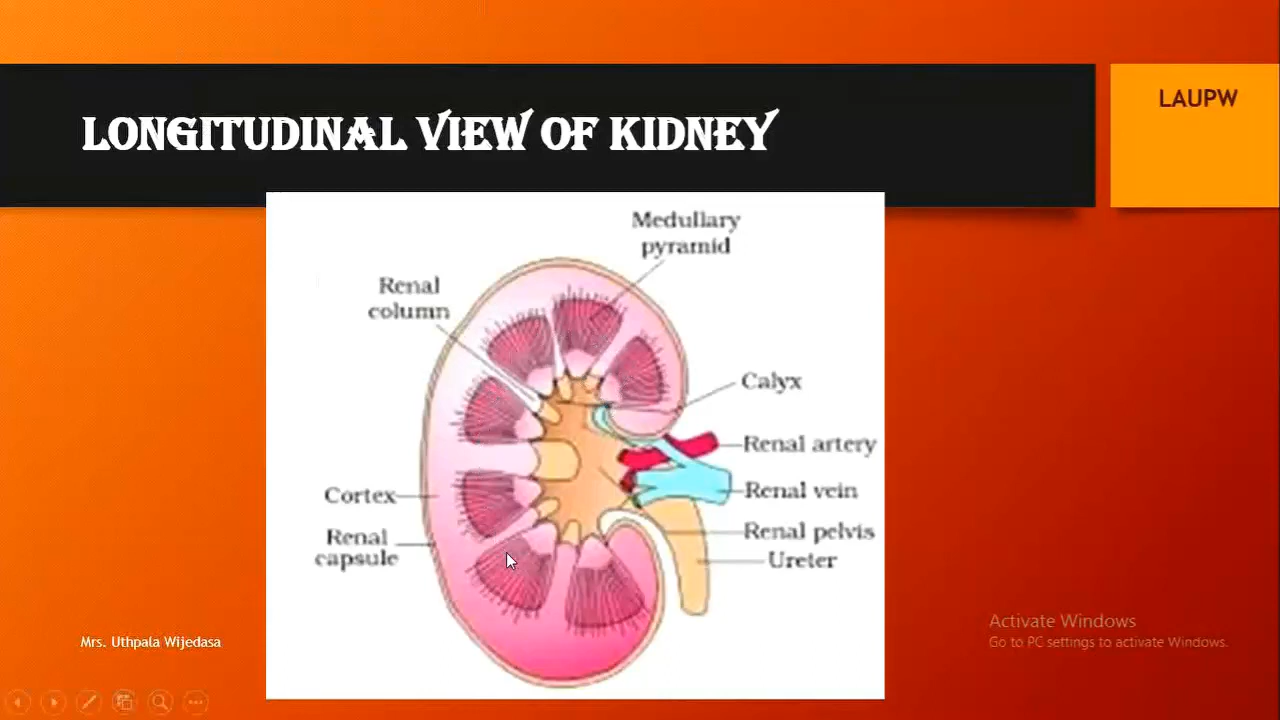 LAUPW
LONGITUDINAL VIEW OF KIDNEY
Medullary
pyramid
Renal
column
Calyx
Renal artery
Cortex
Renal vein
Renal
capsule
Renal pelvis
Ureter
Mrs. Uthpala Wijedasa
Activate Windows
Go to PC settings to activate Windows.